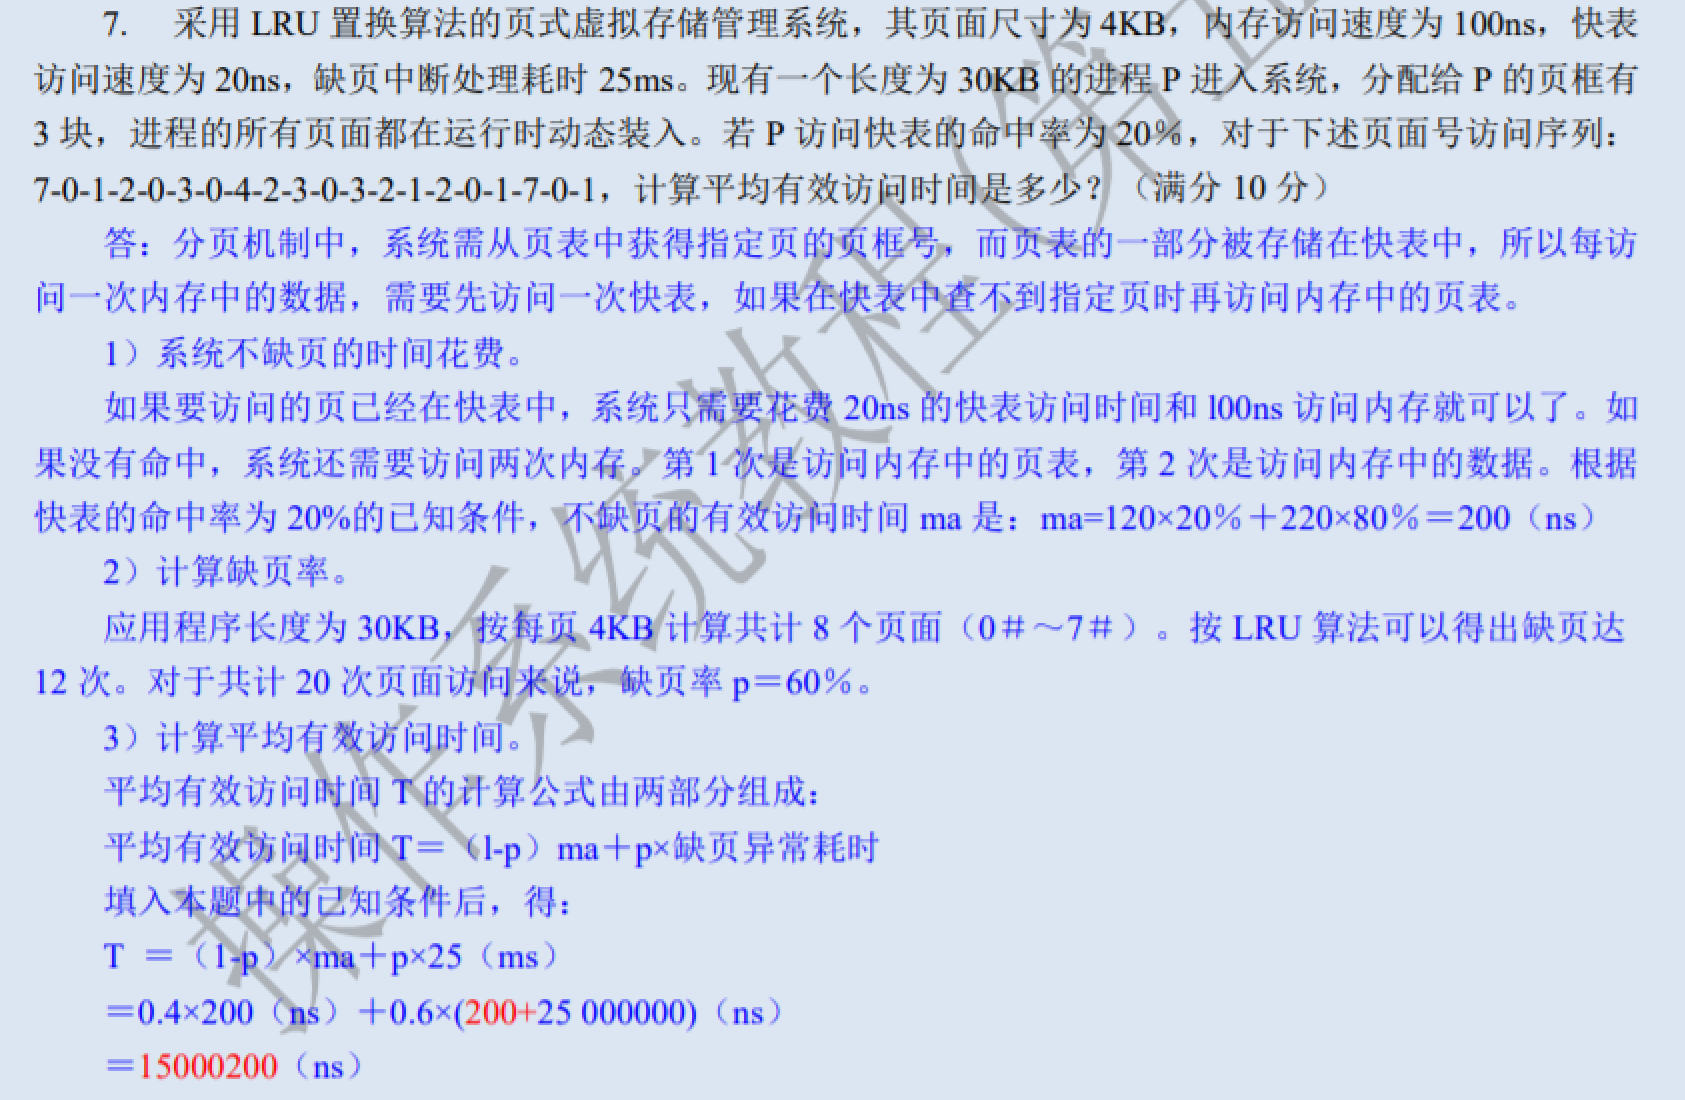 7. 采用 LRU 置换算法的页式虚拟存储管理系统，其页面尺寸为 4KB，内存访问速度为 100ns，快表
访问速度为 20ns，缺页中断处理耗时 25ms。现有一个长度为 30KB 的进程 P 进入系统，分配给 P 的页框有
3 块，进程的所有页面都在运行时动态装入。若 P 访问快表的命中率为 20%，对于下述页面号访问序列：
7-0-1-2-0-3-0-4-2-3-0-3-2-1-2-0-1-7-0-1，计算平均有效访问时间是多少？（满分 10 分）
答：分页机制中，系统需从页表中获得指定页的页框号，而页表的一部分被存储在快表中，所以每访
问一次内存中的数据，需要先访问一次快表，如果在快表中查不到指定页时再访问内存中的页表。
1）系统不缺页的时间花费。
如果要访问的页已经在快表中，系统只需要花费 20ns 的快表访问时间和 l00ns 访问内存就可以了。如
果没有命中，系统还需要访问两次内存。第 1 次是访问内存中的页表，第 2 次是访问内存中的数据。根据
快表的命中率为 20%的已知条件，不缺页的有效访问时间 ma 是：ma=120×20%＋220×80%＝200（ns）
2）计算缺页率。
应用程序长度为 30KB，按每页 4KB 计算共计 8 个页面（0＃～7＃）。按 LRU 算法可以得出缺页达
12 次。对于共计 20 次页面访问来说，缺页率 p＝60%。
3）计算平均有效访问时间。
平均有效访问时间 T 的计算公式由两部分组成：
平均有效访问时间 T＝（l-p）ma＋p×缺页异常耗时
填入本题中的已知条件后，得：
T ＝（1-p）×ma＋p×25（ms）
＝0.4×200（ns）＋0.6×(200+25 000000)（ns）
＝15000200（ns）
操作系统教程（第五